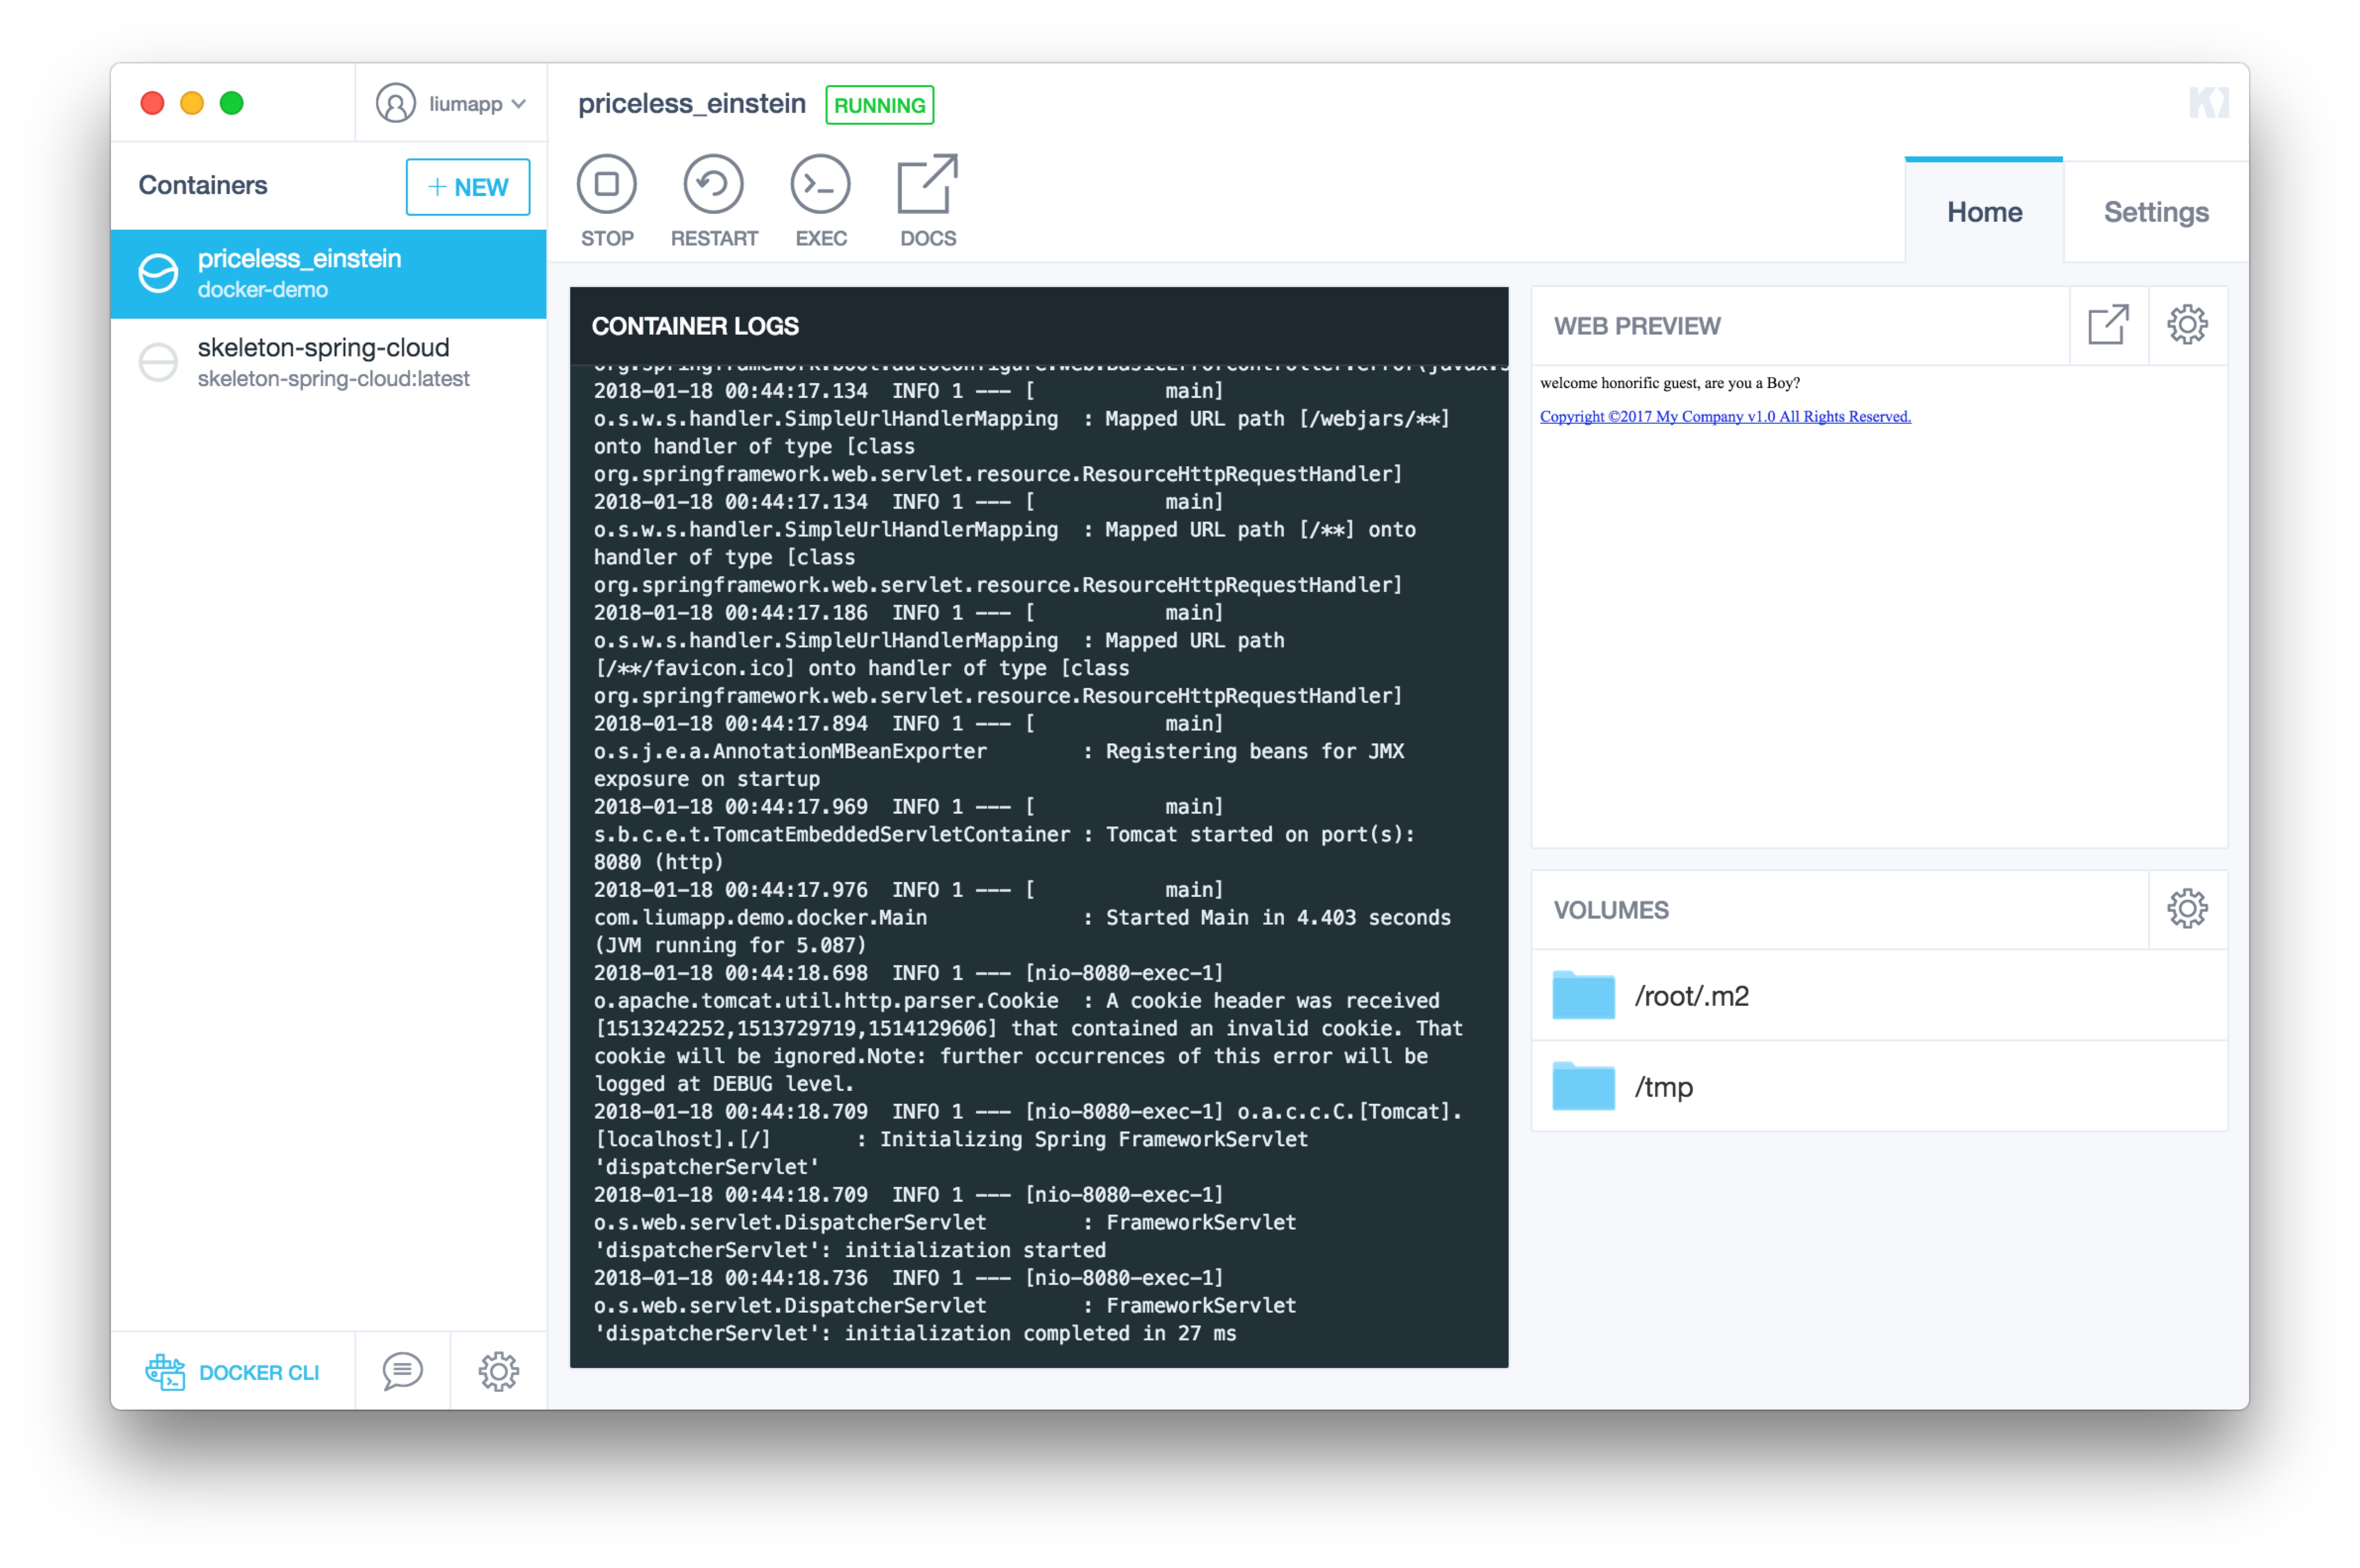 liumapp
priceless_einstein RUNNING
Containers
+ NEW
STOP RESTART EXEC DOCS
Home Settings
priceless_einstein
docker-demo
skeleton-spring-cloud
skeleton-spring-cloud:latest
DOCKER CLI
CONTAINER LOGS
org.springframework.boot.autoconfigure.web.BasicErrorController.error(javax.s
2018-01-18 00:44:17.134  INFO 1 --- [           main]
o.s.w.s.handler.SimpleUrlHandlerMapping  : Mapped URL path [/webjars/**]
onto handler of type [class
org.springframework.web.servlet.resource.ResourceHttpRequestHandler]
2018-01-18 00:44:17.134  INFO 1 --- [           main]
o.s.w.s.handler.SimpleUrlHandlerMapping  : Mapped URL path [/**] onto
handler of type [class
org.springframework.web.servlet.resource.ResourceHttpRequestHandler]
2018-01-18 00:44:17.186  INFO 1 --- [           main]
o.s.w.s.handler.SimpleUrlHandlerMapping  : Mapped URL path
[/**/favicon.ico] onto handler of type [class
org.springframework.web.servlet.resource.ResourceHttpRequestHandler]
2018-01-18 00:44:17.894  INFO 1 --- [           main]
o.s.j.e.a.AnnotationMBeanExporter        : Registering beans for JMX
exposure on startup
2018-01-18 00:44:17.969  INFO 1 --- [           main]
s.b.c.e.t.TomcatEmbeddedServletContainer : Tomcat started on port(s):
8080 (http)
2018-01-18 00:44:17.976  INFO 1 --- [           main]
com.liumapp.demo.docker.Main             : Started Main in 4.403 seconds
(JVM running for 5.087)
2018-01-18 00:44:18.698  INFO 1 --- [nio-8080-exec-1]
o.apache.tomcat.util.http.parser.Cookie  : A cookie header was received
[1513242252,1513729719,1514129606] that contained an invalid cookie. That
cookie will be ignored.Note: further occurrences of this error will be
logged at DEBUG level.
2018-01-18 00:44:18.709  INFO 1 --- [nio-8080-exec-1] o.a.c.c.C.[Tomcat].
[localhost].[/]       : Initializing Spring FrameworkServlet
'dispatcherServlet'
2018-01-18 00:44:18.709  INFO 1 --- [nio-8080-exec-1]
o.s.web.servlet.DispatcherServlet        : FrameworkServlet
'dispatcherServlet': initialization started
2018-01-18 00:44:18.736  INFO 1 --- [nio-8080-exec-1]
o.s.web.servlet.DispatcherServlet        : FrameworkServlet
'dispatcherServlet': initialization completed in 27 ms
WEB PREVIEW
welcome honorific guest, are you a Boy?
Copyright ©2017 My Company v1.0 All Rights Reserved.
VOLUMES
/root/.m2
/tmp